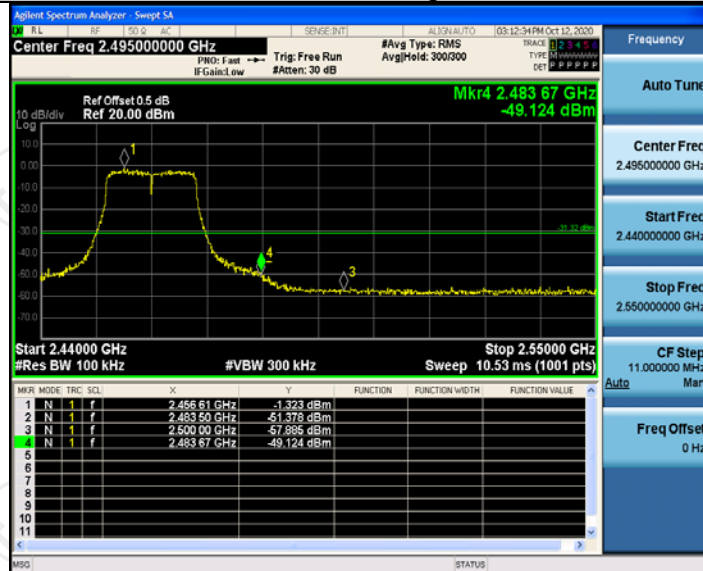 Agilent Spectrum Analyzer - Swept SA
RL RF 50 Ω AC SENSE:INT ALIGN AUTO 03:12:34 PM Oct 12, 2020
Center Freq 2.495000000 GHz #Avg Type: RMS TRACE 1 2 3 4 5 6
PNO: Fast Trig: Free Run Avg|Hold: 300/300 TYPE M
IFGain:Low #Atten: 30 dB DET P P P P P P
Ref Offset 0.5 dB Mkr4 2.483 67 GHz
10 dB/div Ref 20.00 dBm -49.124 dBm
Log
10.0
0.00
-10.0
-20.0
-30.0
-40.0
-50.0
-60.0
-70.0
1
-31.32 dBm
4
3
Start 2.44000 GHz Stop 2.55000 GHz
#Res BW 100 kHz #VBW 300 kHz Sweep 10.53 ms (1001 pts)
MKR MODE TRC SCL X Y FUNCTION FUNCTION WIDTH FUNCTION VALUE
1 N 1 f 2.456 61 GHz -1.323 dBm
2 N 1 f 2.483 50 GHz -51.378 dBm
3 N 1 f 2.500 00 GHz -57.885 dBm
4 N 1 f 2.483 67 GHz -49.124 dBm
5
6
7
8
9
10
11
MSG STATUS
Frequency
Auto Tune
Center Freq
2.495000000 GHz
Start Freq
2.440000000 GHz
Stop Freq
2.550000000 GHz
CF Step
11.000000 MHz
Auto Man
Freq Offset
0 Hz